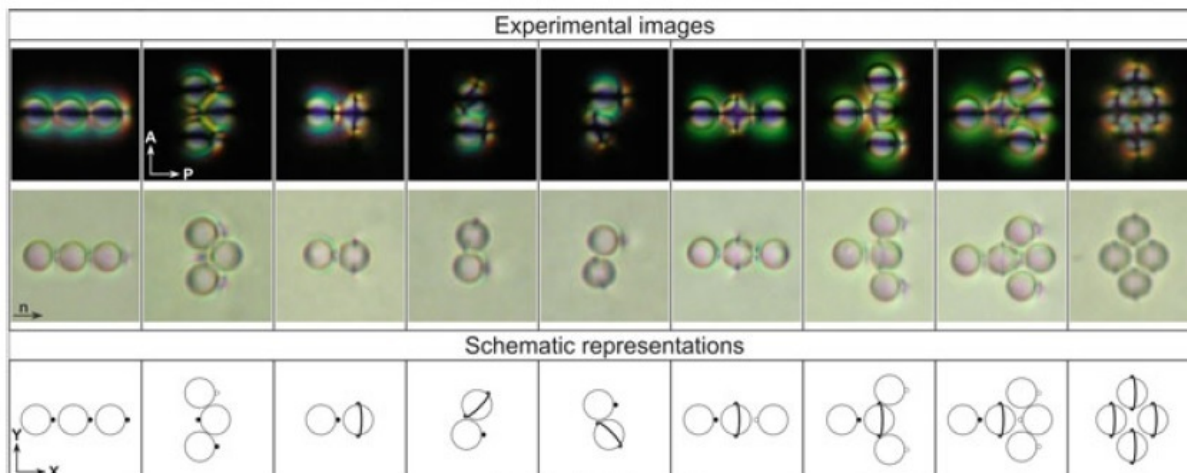 Experimental images
A
P
n
Schematic representations
Y
X